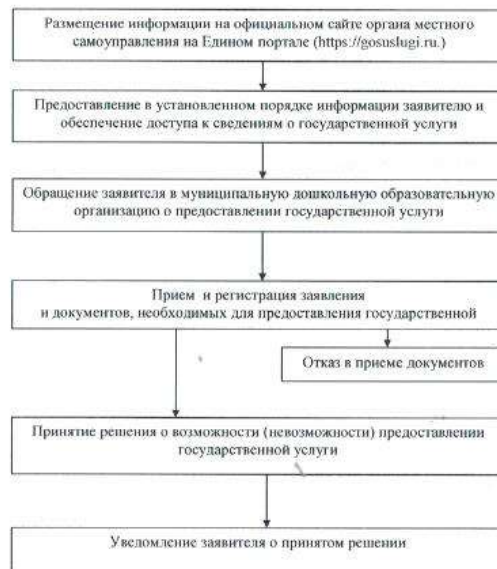 Размещение информации на официальном сайте органа местного
самоуправления на Едином портале (https://gosuslugi.ru.)
Предоставление в установленном порядке информации заявителю и
обеспечение доступа к сведениям о государственной услуги
Обращение заявителя в муниципальную дошкольную образовательную
организацию о предоставлении государственной услуги
Прием и регистрация заявления
и документов, необходимых для предоставления государственной
Отказ в приеме документов
Принятие решения о возможности (невозможности) предоставлении
государственной услуги
Уведомление заявителя о принятом решении